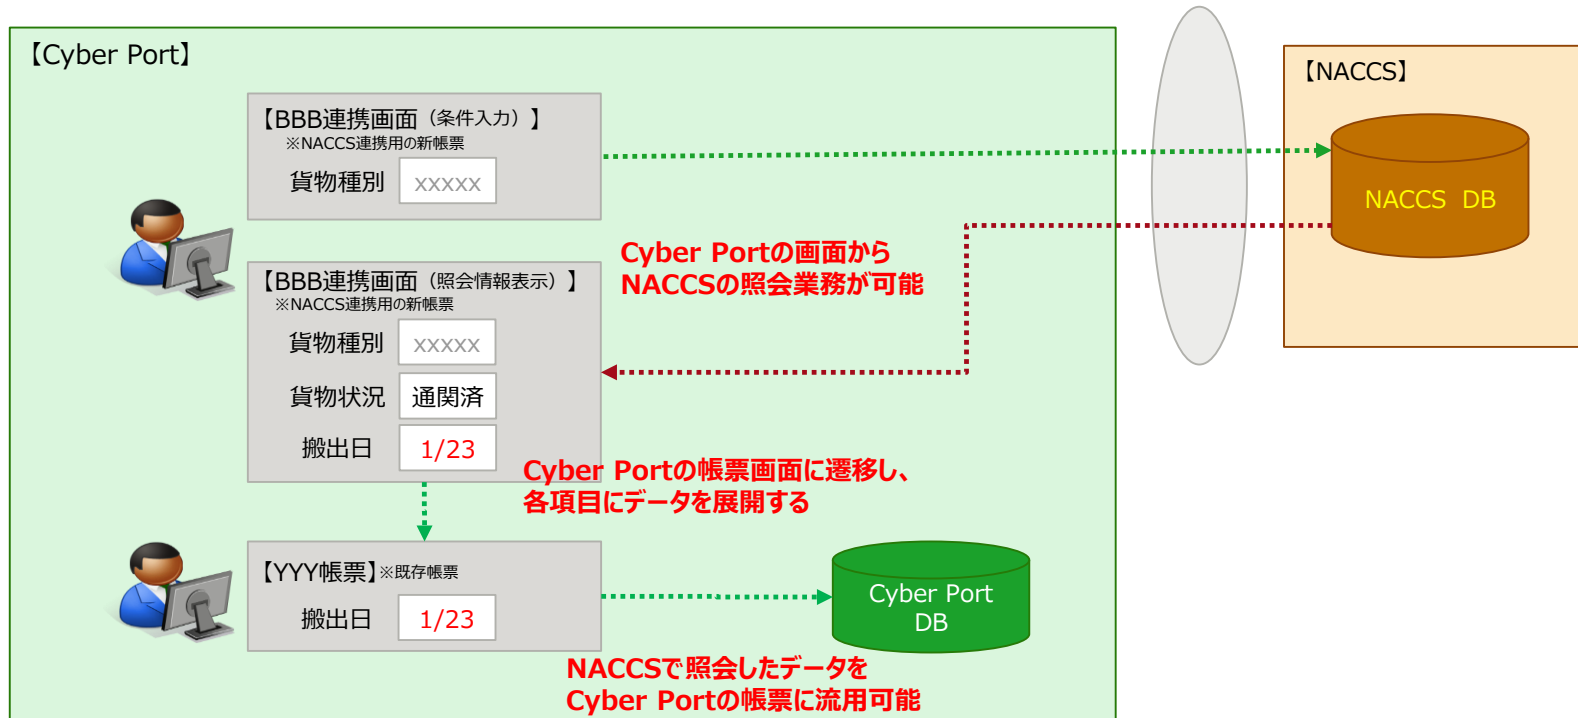 【Cyber Port】
【BBB連携画面（条件入力）】
※NACCS連携用の新帳票
貨物種別 xxxxx
【NACCS】
NACCS DB
Cyber Portの画面から
NACCSの照会業務が可能
【BBB連携画面（照会情報表示）】
※NACCS連携用の新帳票
貨物種別 xxxxx
貨物状況 通関済
搬出日 1/23
Cyber Portの帳票画面に遷移し、
各項目にデータを展開する
【YYY帳票】※既存帳票
搬出日 1/23
Cyber Port
DB
NACCSで照会したデータを
Cyber Portの帳票に流用可能